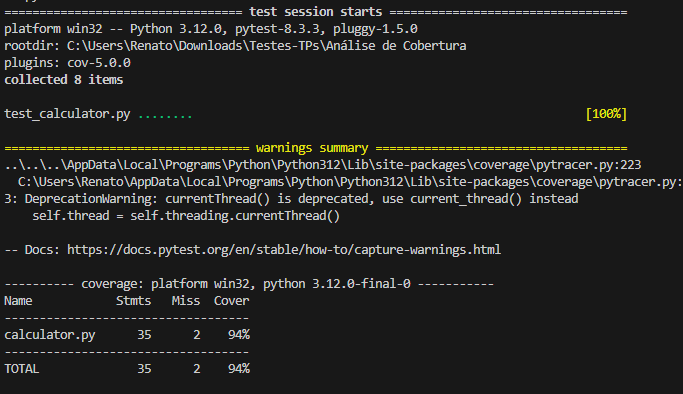 ================================== test session starts ==================================
platform win32 -- Python 3.12.0, pytest-8.3.3, pluggy-1.5.0
rootdir: C:\Users\Renato\Downloads\Testes-TPs\Análise de Cobertura
plugins: cov-5.0.0
collected 8 items
test_calculator.py ........ [100%]
=================================== warnings summary ====================================
..\..\..\AppData\Local\Programs\Python\Python312\Lib\site-packages\coverage\pytracer.py:223
C:\Users\Renato\AppData\Local\Programs\Python\Python312\Lib\site-packages\coverage\pytracer.py:
3: DeprecationWarning: currentThread() is deprecated, use current_thread() instead
self.thread = self.threading.currentThread()
-- Docs: https://docs.pytest.org/en/stable/how-to/capture-warnings.html
---------- coverage: platform win32, python 3.12.0-final-0 -----------
Name Stmts Miss Cover
-----------------------------------
calculator.py 35 2 94%
-----------------------------------
TOTAL 35 2 94%